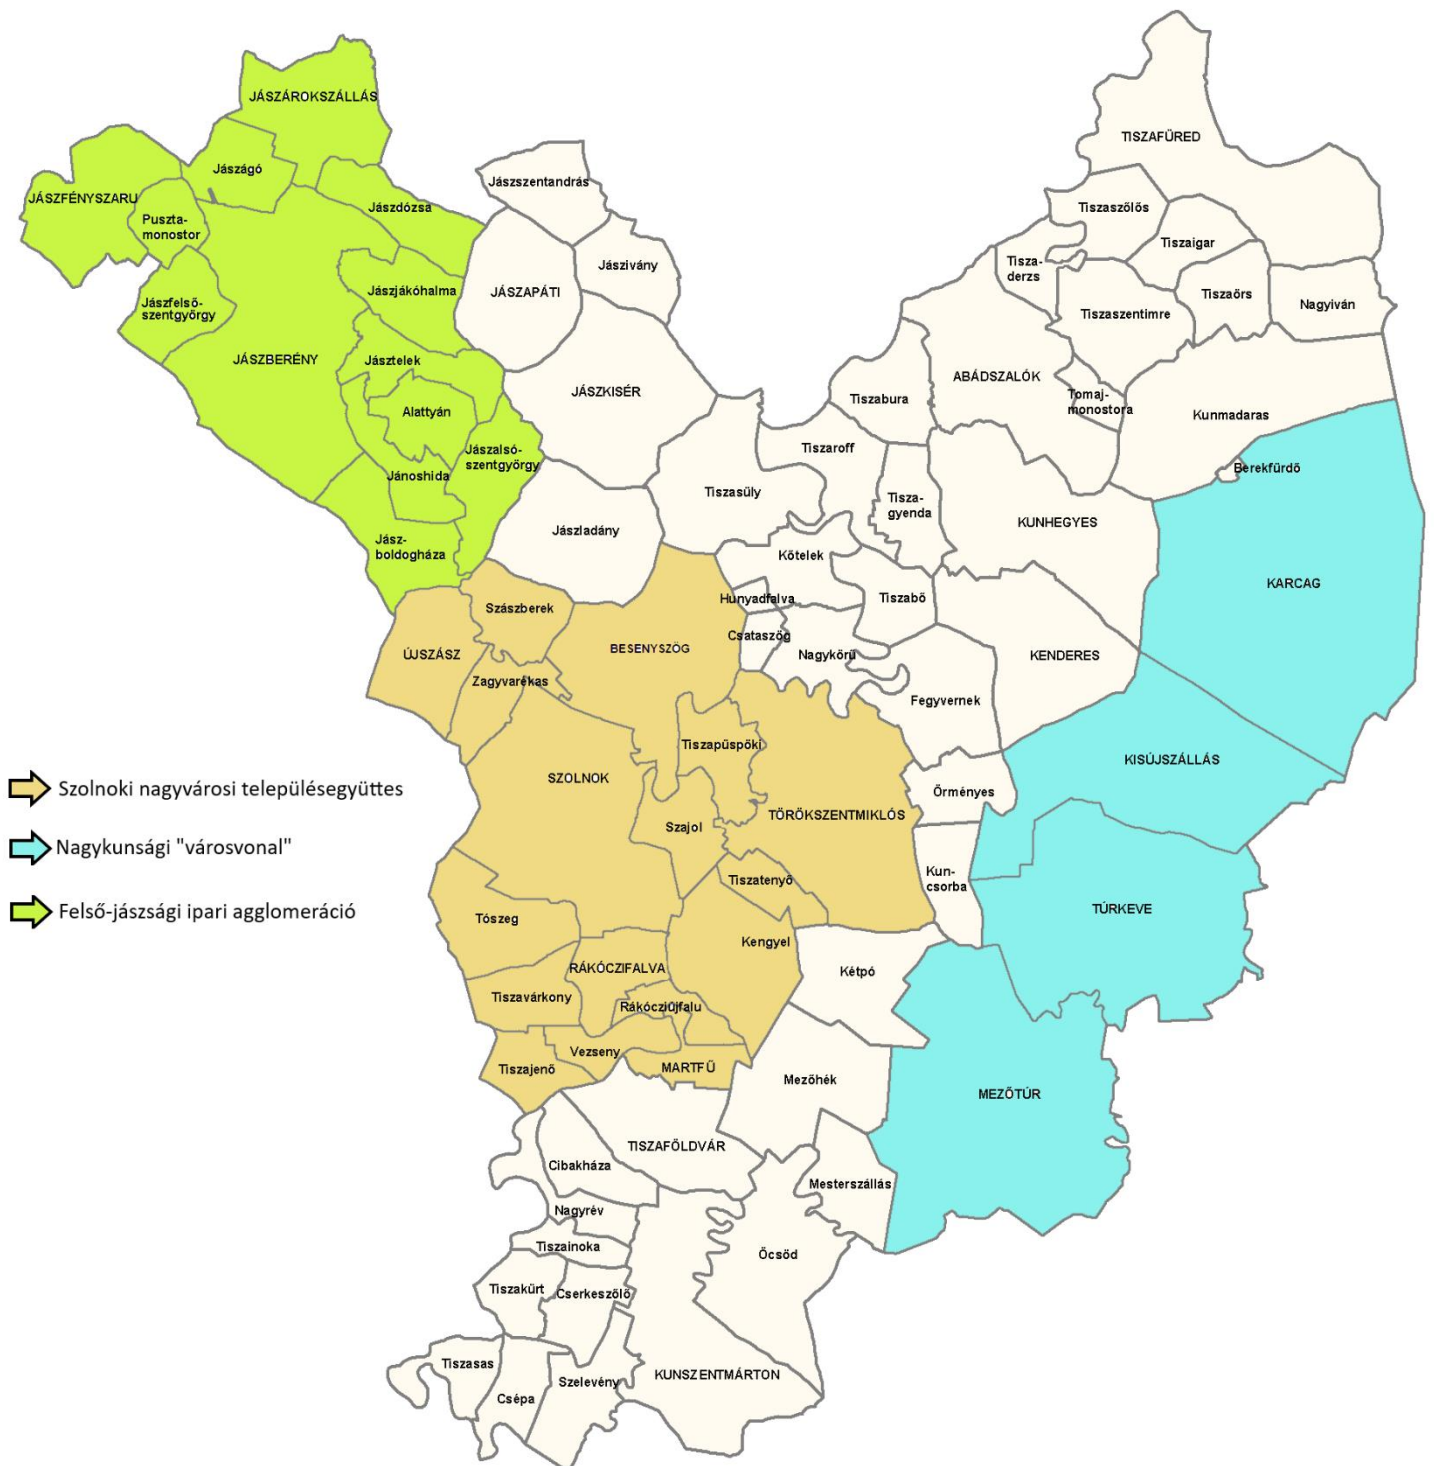 JÁSZÁROKSZÁLLÁS
TISZAFÜRED
Jászágó
Jászszentandrás
JÁSZFÉNYSZARU
Jászdózsa
Tiszaszőlős
Puszta-
monostor
Tiszaigar
Tisza-
derzs
Jászivány
JÁSZAPÁTI
Jászjákóhalma
Tiszaörs
Nagyiván
Jászfelső-
szentgyörgy
Tiszaszentimre
JÁSZBERÉNY
Jásztelek
ABÁDSZALÓK
JÁSZKISÉR
Tomaj-
monostora
Tiszabura
Alattyán
Kunmadaras
Jászalsó-
szentgyörgy
Tiszaroff
Berekfürdő
Jánoshida
Tiszasüly
Tisza-
gyenda
KUNHEGYES
Jászladány
Jász-
boldogháza
Kőtelek
KARCAG
Hunyadfalva
Tiszabő
Szászberek
Csataszög
BESENYSZÖG
ÚJSZÁSZ
Nagykörű
KENDERES
Zagyvarékas
Fegyvernek
Tiszapüspöki
KISÚJSZÁLLÁS
SZOLNOK
Örményes
Szolnoki nagyvárosi településegyüttes
TÖRÖKSZENTMIKLÓS
Szajol
Nagykunsági "városvonal"
Kun-
csorba
Tiszatenyő
TÚRKEVE
Felső-jászsági ipari agglomeráció
Tószeg
Kengyel
RÁKÓCZIFALVA
Kétpó
Tiszavárkony
Rákócziújfalu
Vezseny
MARTFŰ
Tiszajenő
Mezőhék
MEZŐTÚR
TISZAFÖLDVÁR
Cibakháza
Mesterszállás
Nagyrév
Tiszainoka
Öcsöd
Tiszakürt
Cserkeszőlő
Tiszasas
KUNSZENTMÁRTON
Szelevény
Csépa